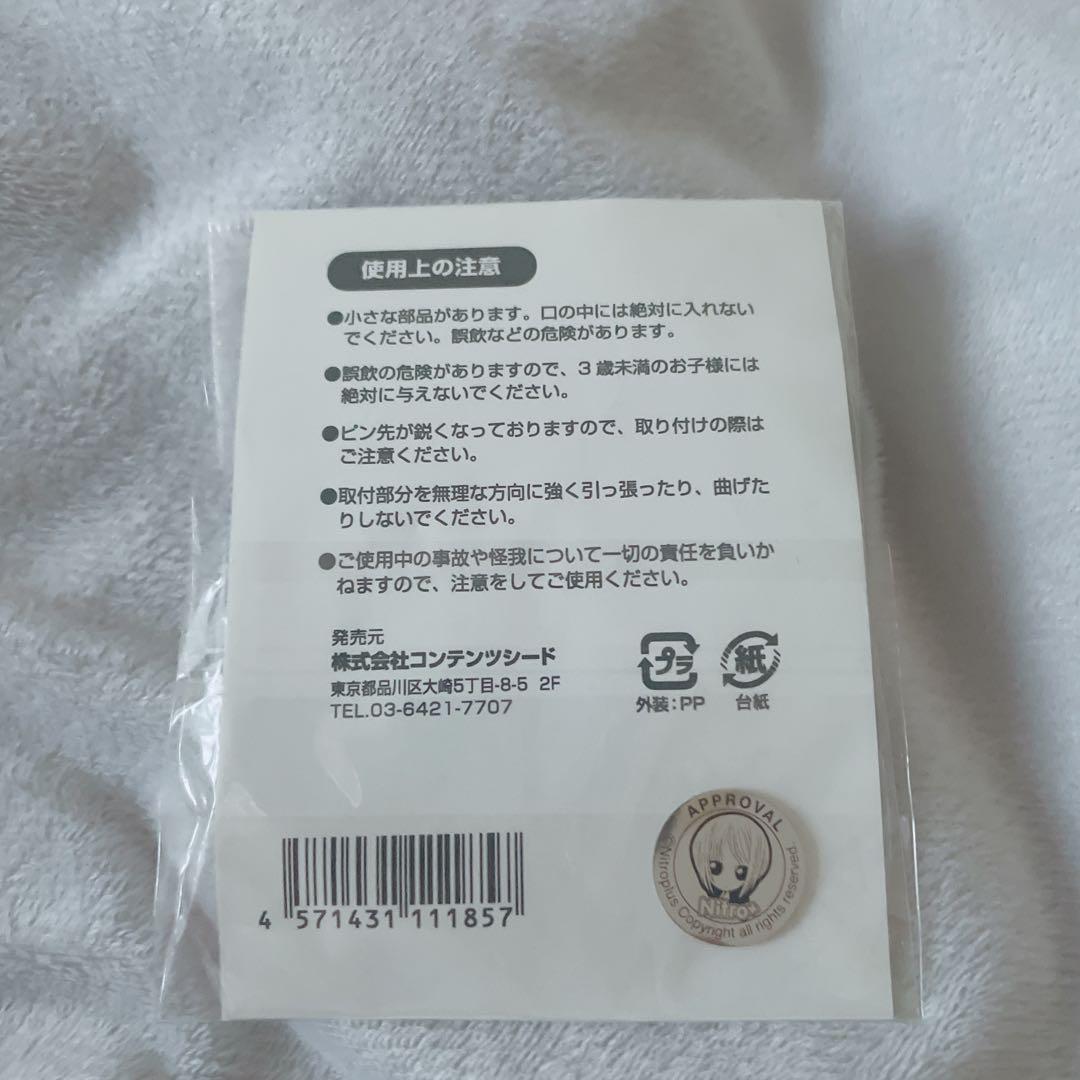 使用上の注意
●小さな部品があります。口の中には絶対に入れない
でください。誤飲などの危険があります。
●誤飲の危険がありますので、3歳未満のお子様には
絶対に与えないでください。
●ピン先が鋭くなっておりますので、取り付けの際は
ご注意ください。
●取付部分を無理な方向に強く引っ張ったり、曲げた
りしないでください。
●ご使用中の事故や怪我について一切の責任を負いか
ねますので、注意をしてご使用ください。
発売元
株式会社コンテンツシード
東京都品川区大崎5丁目-8-5 2F
TEL.03-6421-7707
プラ
外装：PP
紙
台紙
4 571431 111857
APPROVAL
Nitro+
©Nitroplus Copyright all rights reserved